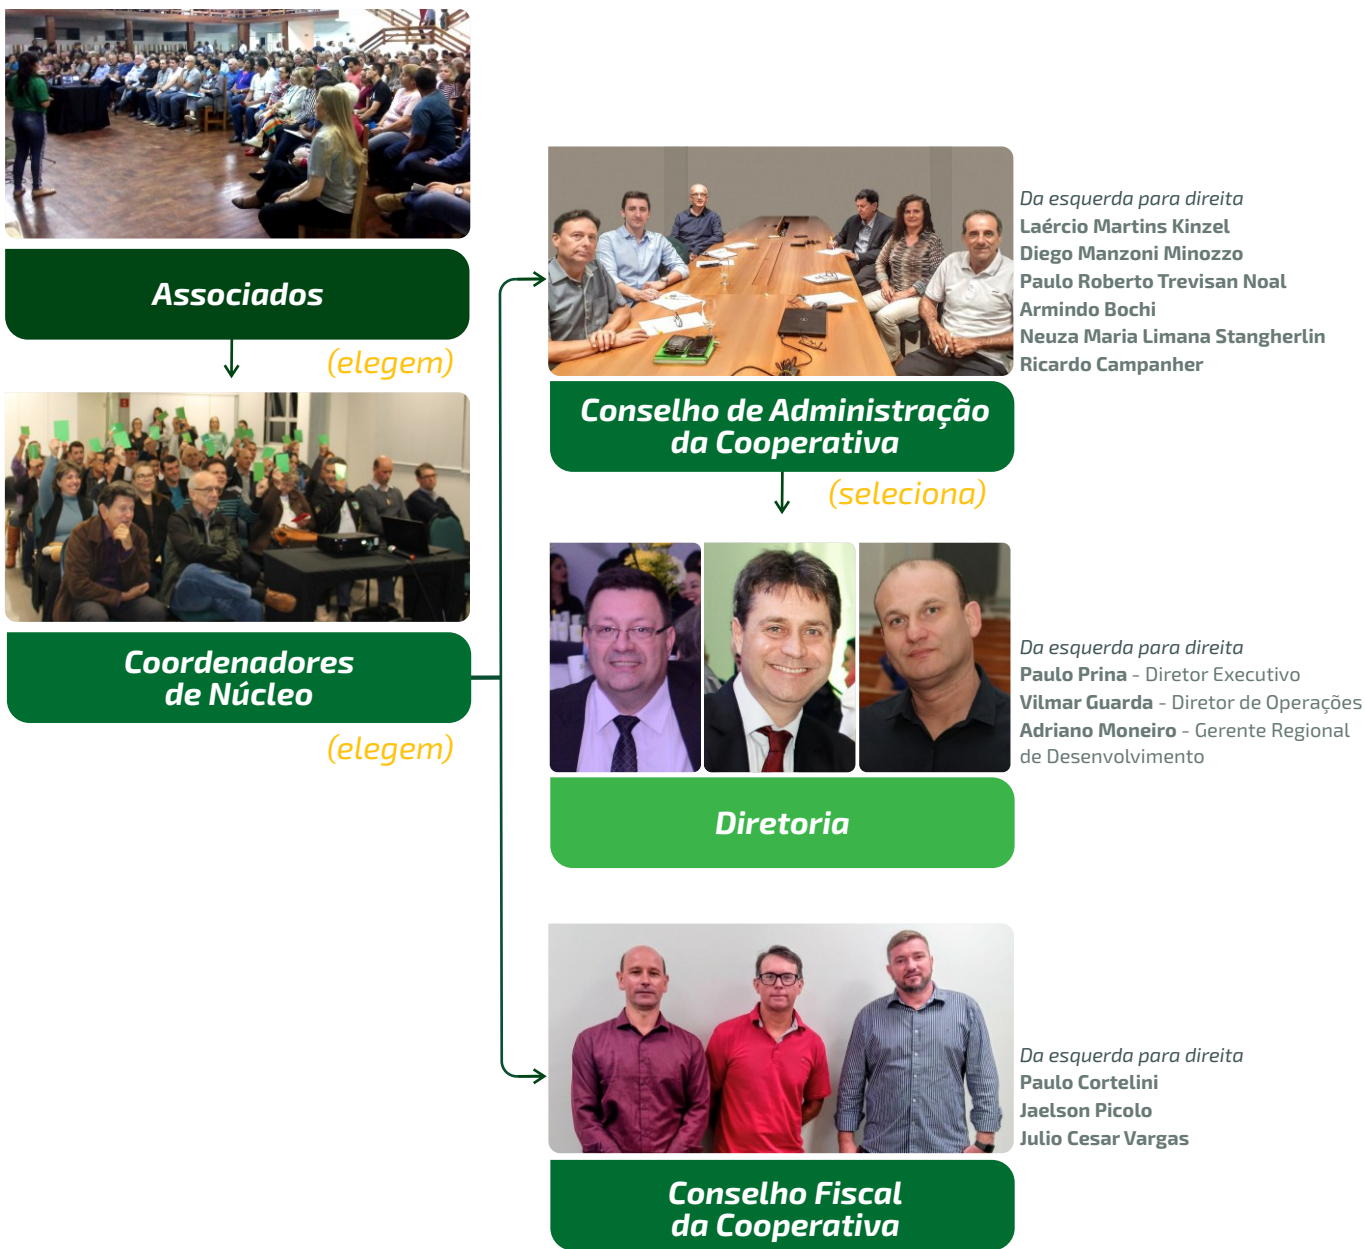 Associados
(elegem)
Coordenadores
de Núcleo
(elegem)
Da esquerda para direita
Laércio Martins Kinzel
Diego Manzoni Minozzo
Paulo Roberto Trevisan Noal
Armindo Bochi
Neuza Maria Limana Stangherlin
Ricardo Campanher
Conselho de Administração
da Cooperativa
(seleciona)
Da esquerda para direita
Paulo Prina - Diretor Executivo
Vilmar Guarda - Diretor de Operações
Adriano Moneiro - Gerente Regional
de Desenvolvimento
Diretoria
Da esquerda para direita
Paulo Cortelini
Jaelson Picolo
Julio Cesar Vargas
Conselho Fiscal
da Cooperativa